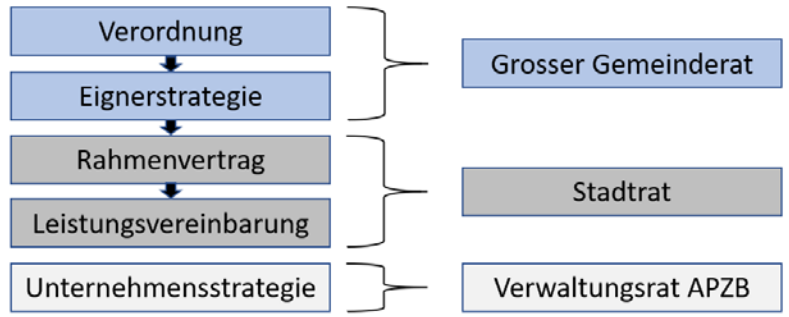 Verordnung
Eignerstrategie
Grosser Gemeinderat
Rahmenvertrag
Leistungsvereinbarung
Stadtrat
Unternehmensstrategie
Verwaltungsrat APZB